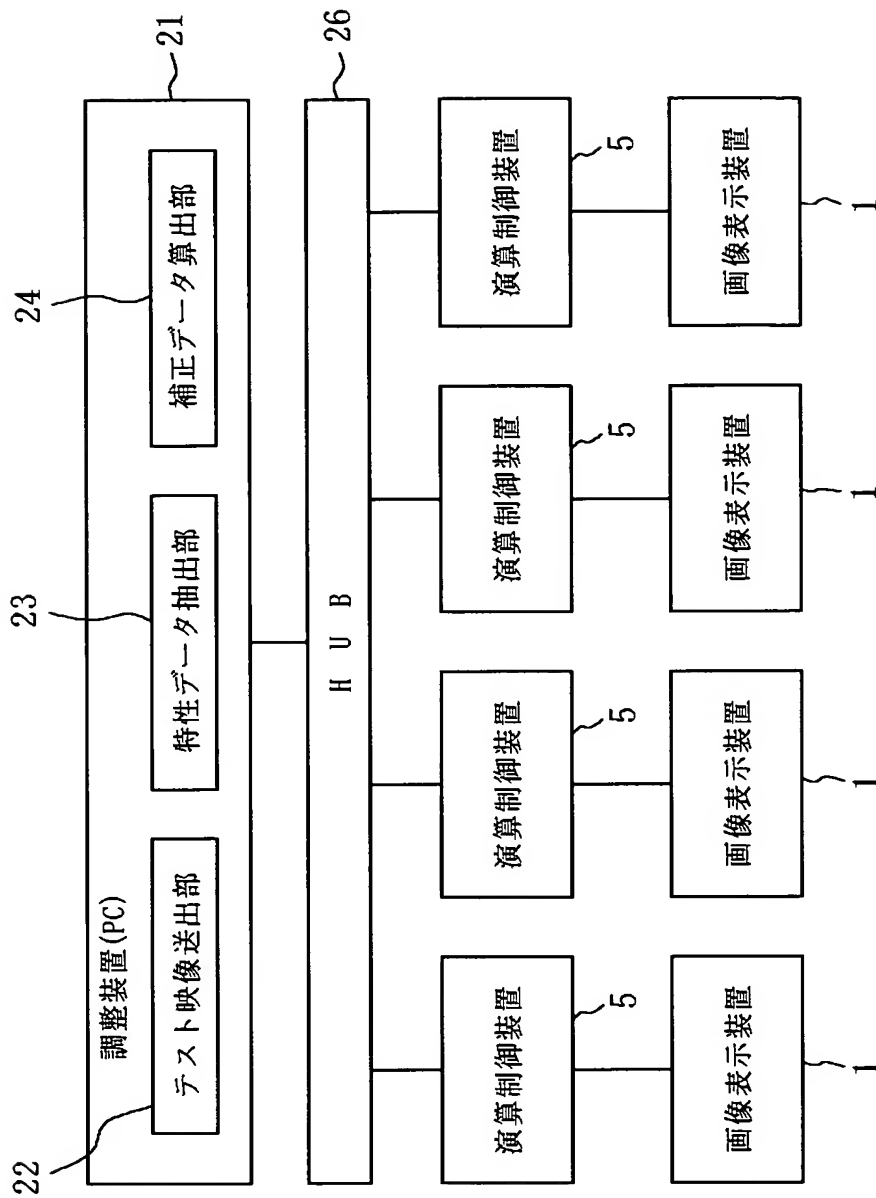 調整装置(PC)
21
22
テスト映像送出部
23
特性データ抽出部
24
補正データ算出部
26
H U B
演算制御装置
5
演算制御装置
5
演算制御装置
5
演算制御装置
5
画像表示装置
1
画像表示装置
1
画像表示装置
1
画像表示装置
1